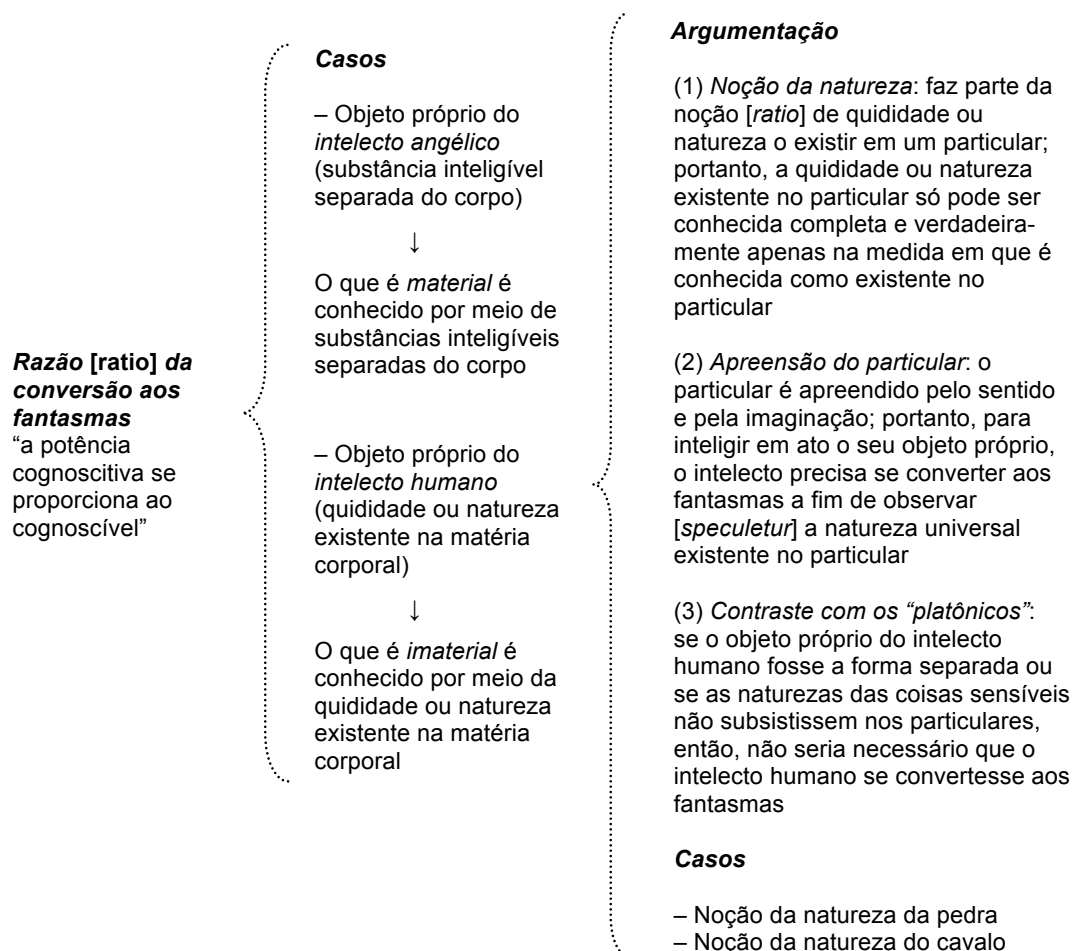 Razão [ratio] da
conversão aos
fantasmas
“a potência
cognoscitiva se
proporciona ao
cognoscível”
Casos
– Objeto próprio do
intelecto angélico
(substância inteligível
separada do corpo)
↓
O que é material é
conhecido por meio de
substâncias inteligíveis
separadas do corpo
– Objeto próprio do
intelecto humano
(quididade ou natureza
existente na matéria
corporal)
↓
O que é imaterial é
conhecido por meio da
quididade ou natureza
existente na matéria
corporal
Argumentação
(1) Noção da natureza: faz parte da
noção [ratio] de quididade ou
natureza o existir em um particular;
portanto, a quididade ou natureza
existente no particular só pode ser
conhecida completa e verdadeira-
mente apenas na medida em que é
conhecida como existente no
particular
(2) Apreensão do particular: o
particular é apreendido pelo sentido
e pela imaginação; portanto, para
inteligir em ato o seu objeto próprio,
o intelecto precisa se converter aos
fantasmas a fim de observar
[speculetur] a natureza universal
existente no particular
(3) Contraste com os “platônicos”:
se o objeto próprio do intelecto
humano fosse a forma separada ou
se as naturezas das coisas sensíveis
não subsistissem nos particulares,
então, não seria necessário que o
intelecto humano se convertesse aos
fantasmas
Casos
– Noção da natureza da pedra
– Noção da natureza do cavalo